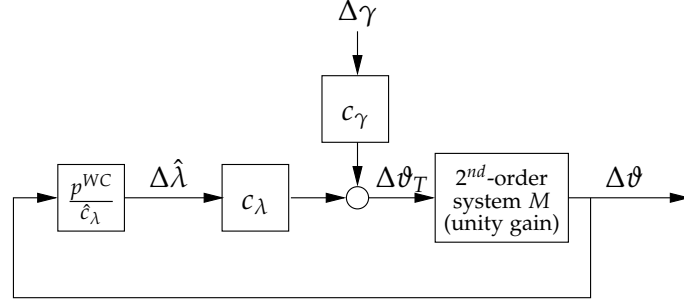 Δγ
c_γ
p^{WC}
ĉ_λ
Δλ̂
c_λ
Δϑ_T
2^{nd}-order
system M
(unity gain)
Δϑ